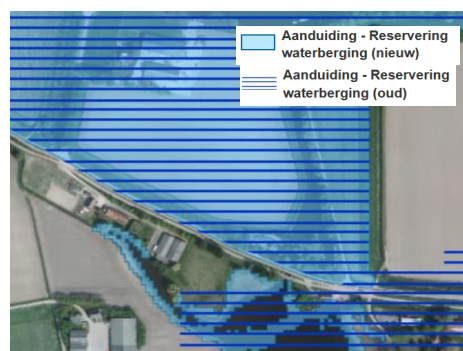 Aanduiding - Reservering
waterberging (nieuw)
Aanduiding - Reservering
waterberging (oud)